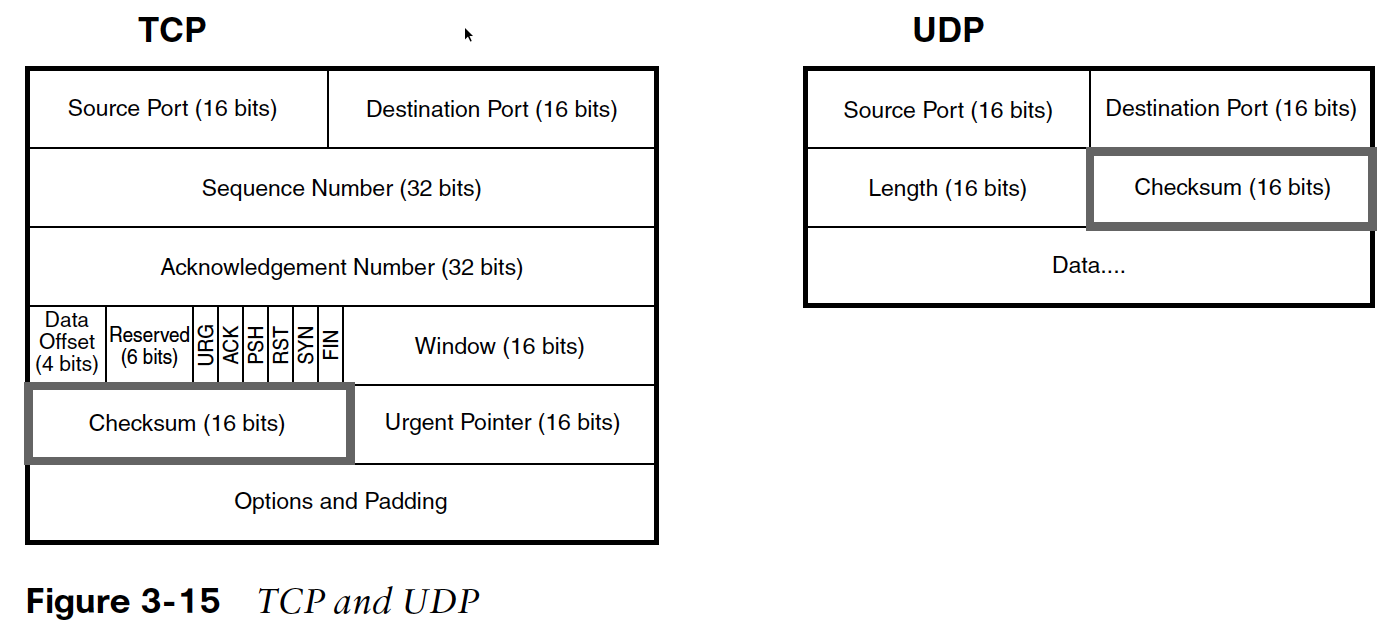 TCP
UDP
Source Port (16 bits)
Destination Port (16 bits)
Sequence Number (32 bits)
Acknowledgement Number (32 bits)
Data
Offset
(4 bits)
Reserved
(6 bits)
URG
ACK
PSH
RST
SYN
FIN
Window (16 bits)
Checksum (16 bits)
Urgent Pointer (16 bits)
Options and Padding
Source Port (16 bits)
Destination Port (16 bits)
Length (16 bits)
Checksum (16 bits)
Data....
Figure 3-15 TCP and UDP